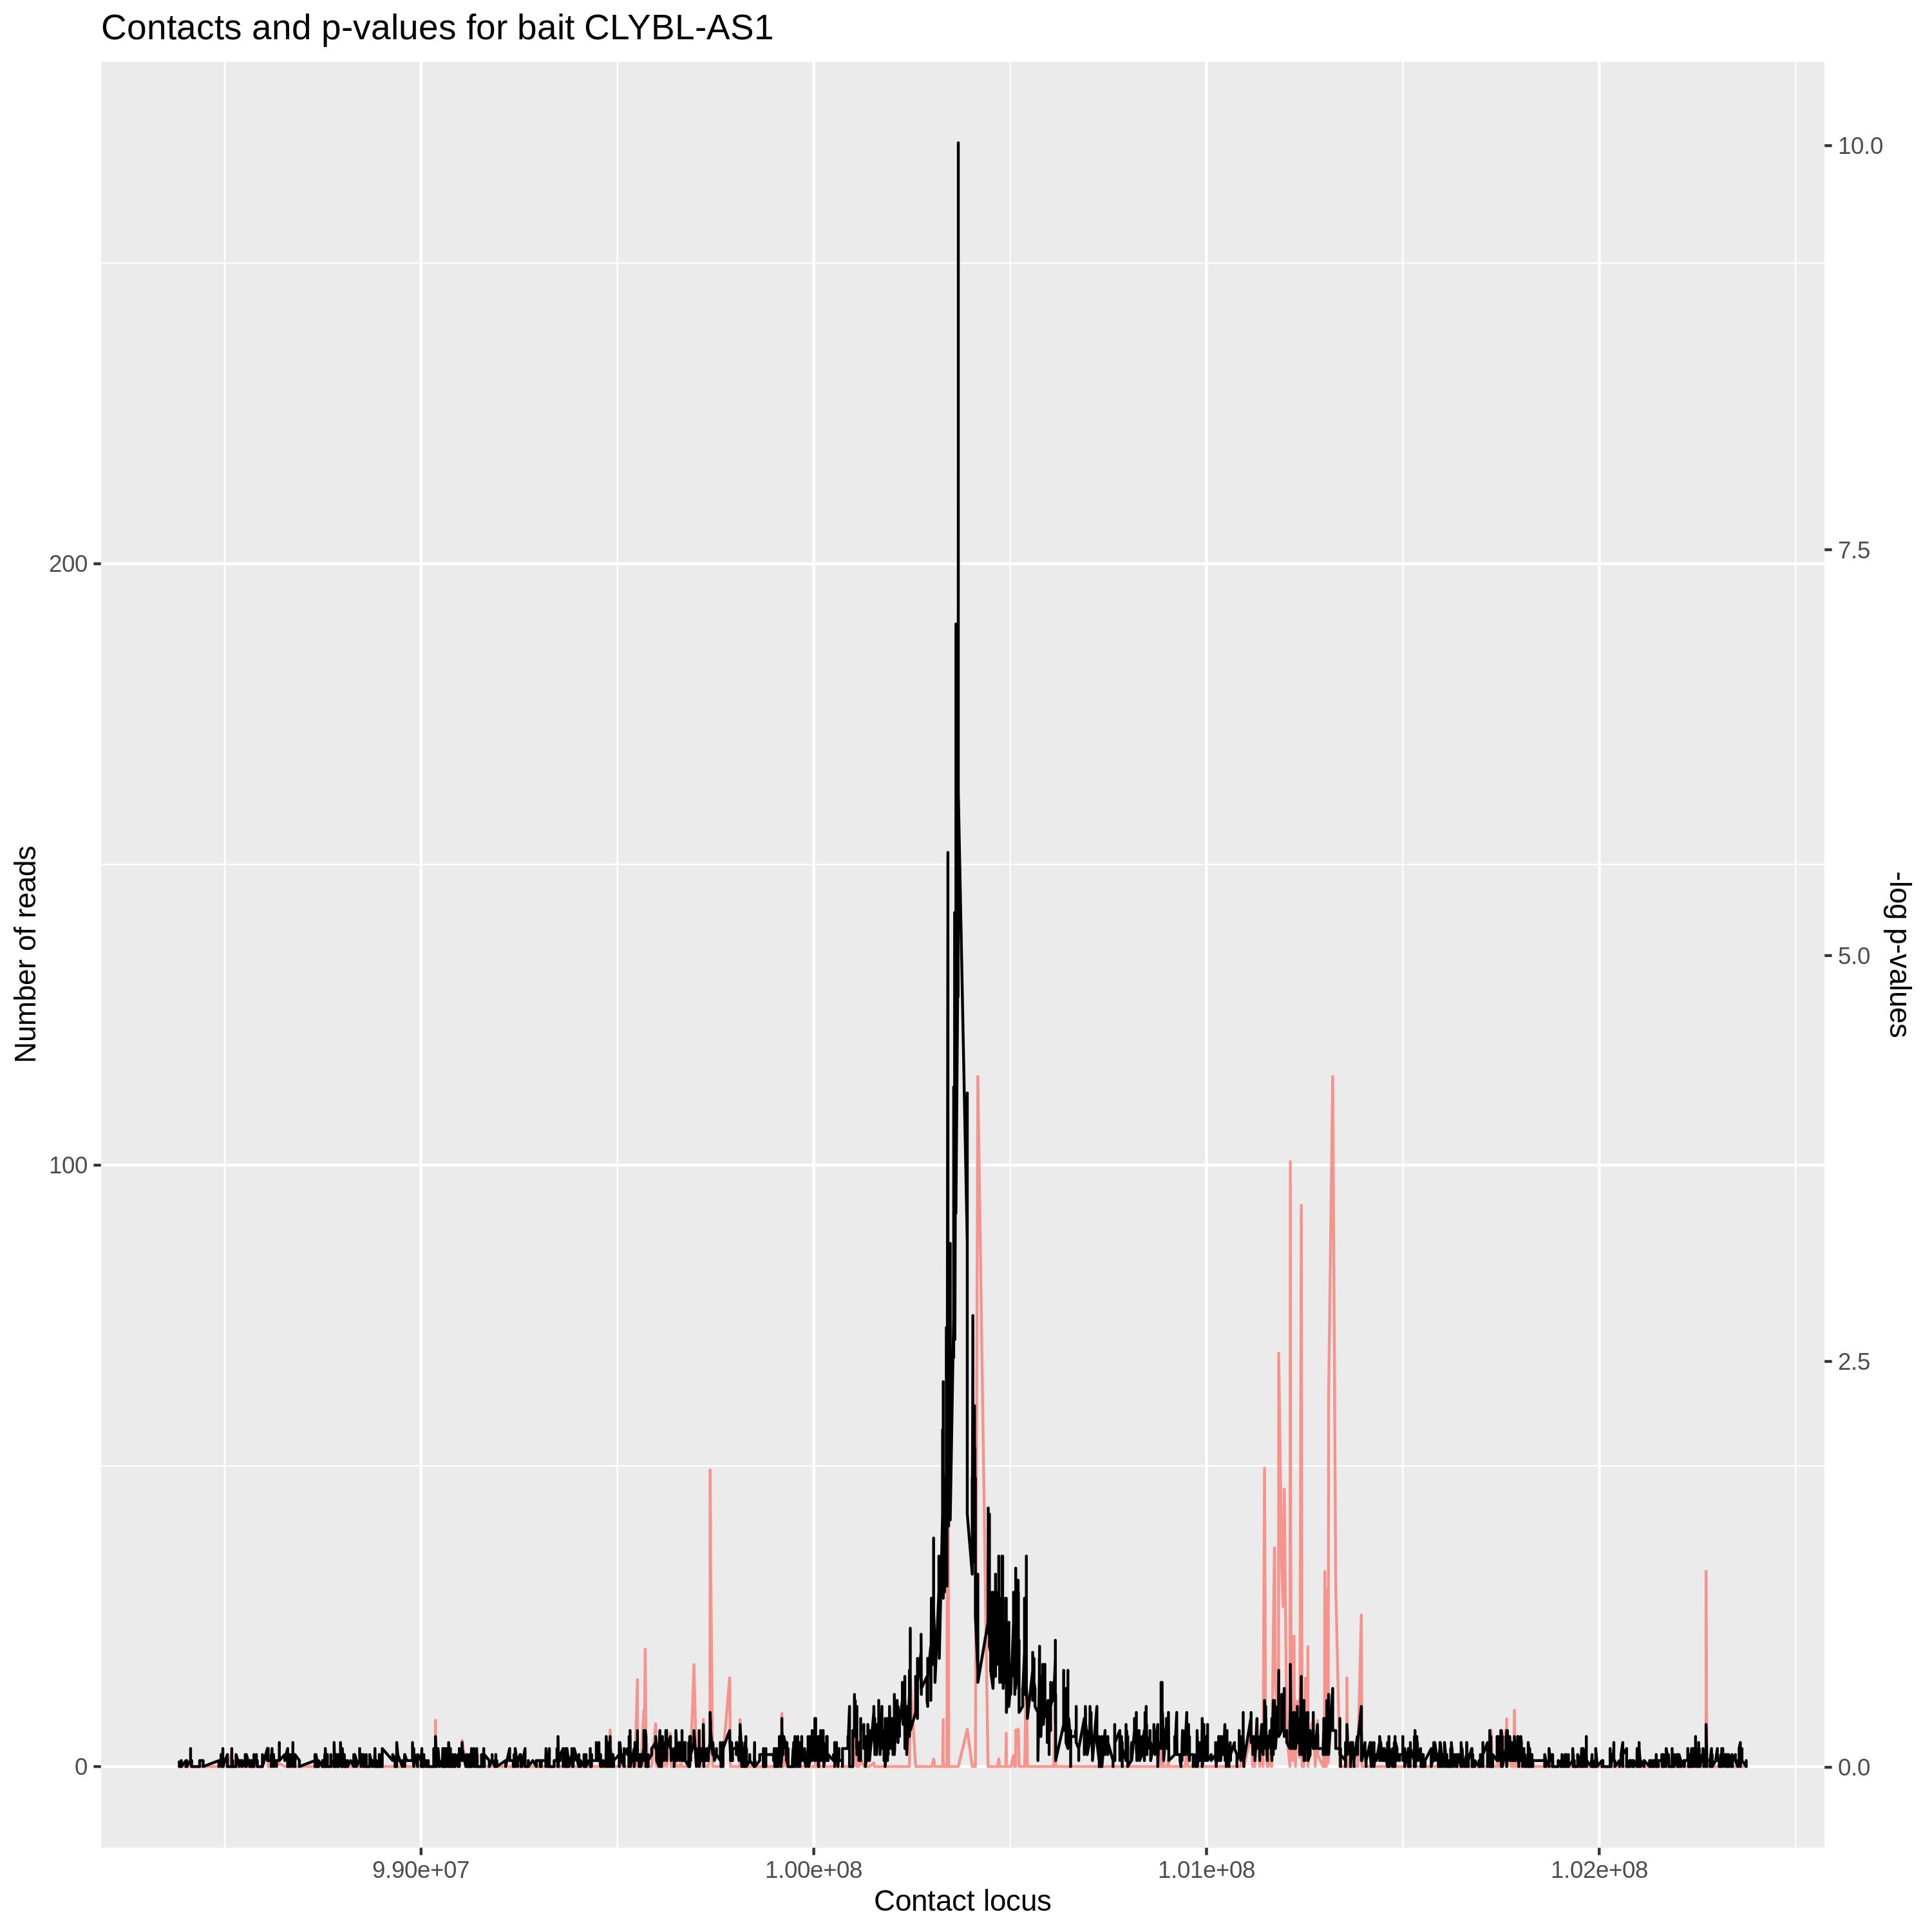 Contacts and p-values for bait CLYBL-AS1
10.0
200
7.5
Number of reads
-log p-values
5.0
100
2.5
0
0.0
9.90e+07
1.00e+08
1.01e+08
1.02e+08
Contact locus